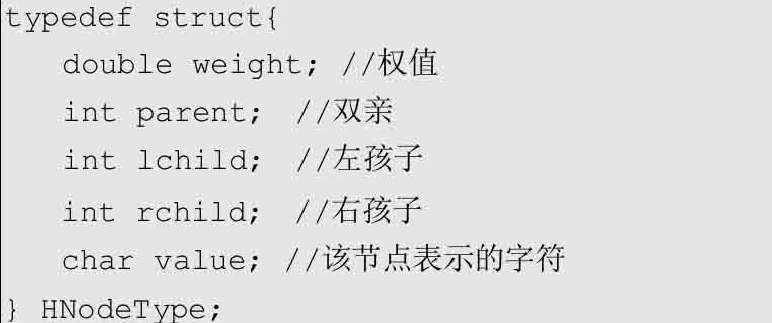 typedef struct{
double weight; //权值
int parent; //双亲
int lchild; //左孩子
int rchild; //右孩子
char value; //该节点表示的字符
} HNodeType;